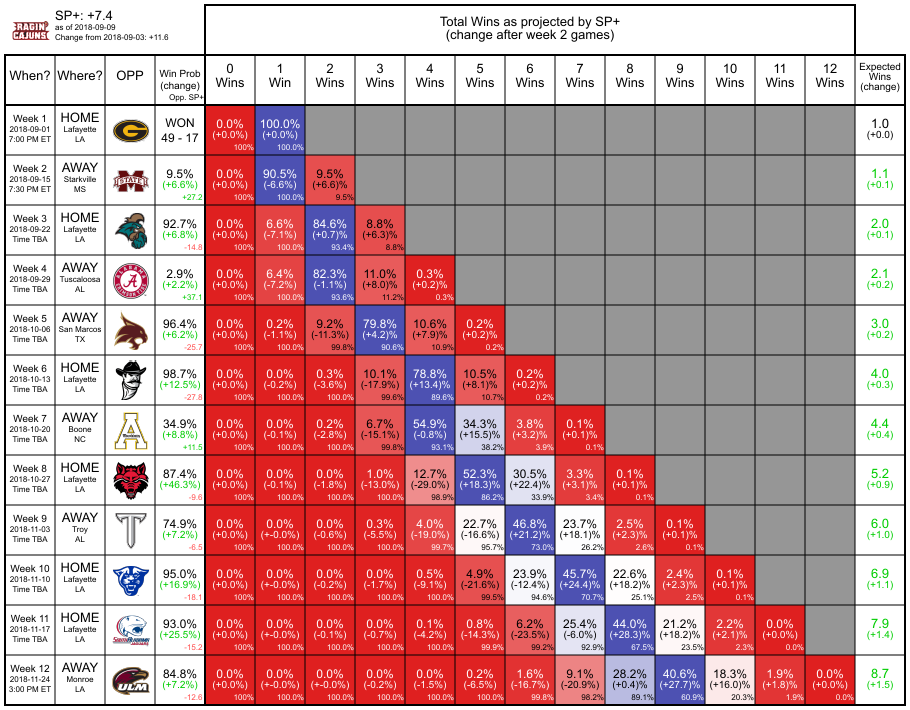 RAGIN' CAJUNS
SP+: +7.4
as of 2018-09-09
Change from 2018-09-03: +11.6
Total Wins as projected by SP+
(change after week 2 games)
When? Where? OPP Win Prob (change) Opp. SP+ 0 Wins 1 Win 2 Wins 3 Wins 4 Wins 5 Wins 6 Wins 7 Wins 8 Wins 9 Wins 10 Wins 11 Wins 12 Wins Expected Wins (change)
Week 1 HOME G WON 0.0% 100.0% 1.0
2018-09-01 Lafayette 49 - 17 (+0.0%) (+0.0%) (+0.0)
7:00 PM ET LA 100% 100.0%
Week 2 AWAY STATE 9.5% 0.0% 90.5% 9.5% 1.1
2018-09-15 Starkville (+6.6%) (+0.0%) (-6.6%) (+6.6)% (+0.1)
7:30 PM ET MS +27.2 100% 100.0% 9.5%
Week 3 HOME 92.7% 0.0% 6.6% 84.6% 8.8% 2.0
2018-09-22 Lafayette (+6.8%) (+0.0%) (-7.1%) (+0.7)% (+6.3)% (+0.1)
Time TBA LA -14.8 100% 100.0% 93.4% 8.8%
Week 4 AWAY A 2.9% 0.0% 6.4% 82.3% 11.0% 0.3% 2.1
2018-09-29 Tuscaloosa (+2.2%) (+0.0%) (-7.2%) (-1.1)% (+8.0)% (+0.2)% (+0.2)
Time TBA AL +37.1 100% 100.0% 93.6% 11.2% 0.3%
Week 5 AWAY 96.4% 0.0% 0.2% 9.2% 79.8% 10.6% 0.2% 3.0
2018-10-06 San Marcos (+6.2%) (+0.0%) (-1.1%) (-11.3)% (+4.2)% (+7.9)% (+0.2)% (+0.2)
Time TBA TX -25.7 100% 100.0% 99.8% 90.6% 10.9% 0.2%
Week 6 HOME 98.7% 0.0% 0.0% 0.3% 10.1% 78.8% 10.5% 0.2% 4.0
2018-10-13 Lafayette (+12.5%) (+0.0%) (-0.2%) (-3.6)% (-17.9)% (+13.4)% (+8.1)% (+0.2)% (+0.3)
Time TBA LA -27.8 100% 100.0% 100.0% 99.6% 89.6% 10.7% 0.2%
Week 7 AWAY A 34.9% 0.0% 0.0% 0.2% 6.7% 54.9% 34.3% 3.8% 0.1% 4.4
2018-10-20 Boone (+8.8%) (+0.0%) (-0.1%) (-2.8)% (-15.1)% (-0.8)% (+15.5)% (+3.2)% (+0.1)% (+0.4)
Time TBA NC +11.5 100% 100.0% 100.0% 99.8% 93.1% 38.2% 3.9% 0.1%
Week 8 HOME 87.4% 0.0% 0.0% 0.0% 1.0% 12.7% 52.3% 30.5% 3.3% 0.1% 5.2
2018-10-27 Lafayette (+46.3%) (+0.0%) (-0.1%) (-1.8)% (-13.0)% (-29.0)% (+18.3)% (+22.4)% (+3.1)% (+0.1)% (+0.9)
Time TBA LA -9.6 100% 100.0% 100.0% 100.0% 98.9% 86.2% 33.9% 3.4% 0.1%
Week 9 AWAY T 74.9% 0.0% 0.0% 0.0% 0.3% 4.0% 22.7% 46.8% 23.7% 2.5% 0.1% 6.0
2018-11-03 Troy (+7.2%) (+0.0%) (+-0.0%) (-0.6)% (-5.5)% (-19.0)% (-16.6)% (+21.2)% (+18.1)% (+2.3)% (+0.1)% (+1.0)
Time TBA AL -6.5 100% 100.0% 100.0% 100.0% 99.7% 95.7% 73.0% 26.2% 2.6% 0.1%
Week 10 HOME 95.0% 0.0% 0.0% 0.0% 0.0% 0.5% 4.9% 23.9% 45.7% 22.6% 2.4% 0.1% 6.9
2018-11-10 Lafayette (+16.9%) (+0.0%) (+-0.0%) (-0.2)% (-1.7)% (-9.1)% (-21.6)% (-12.4)% (+24.4)% (+18.2)% (+2.3)% (+0.1)% (+1.1)
Time TBA LA -18.1 100% 100.0% 100.0% 100.0% 100.0% 99.5% 94.6% 70.7% 25.1% 2.5% 0.1%
Week 11 HOME 93.0% 0.0% 0.0% 0.0% 0.0% 0.1% 0.8% 6.2% 25.4% 44.0% 21.2% 2.2% 0.0% 7.9
2018-11-17 Lafayette (+25.5%) (+0.0%) (+-0.0%) (-0.1)% (-0.7)% (-4.2)% (-14.3)% (-23.5)% (-6.0)% (+28.3)% (+18.2)% (+2.1)% (+0.0)% (+1.4)
Time TBA LA SOUTH ALABAMA -15.2 100% 100.0% 100.0% 100.0% 100.0% 99.9% 99.2% 92.9% 67.5% 23.5% 2.3% 0.0%
Week 12 AWAY ULM 84.8% 0.0% 0.0% 0.0% 0.0% 0.0% 0.2% 1.6% 9.1% 28.2% 40.6% 18.3% 1.9% 0.0% 8.7
2018-11-24 Monroe (+7.2%) (+0.0%) (+-0.0%) (+-0.0)% (-0.2)% (-1.5)% (-6.5)% (-16.7)% (-20.9)% (+0.4)% (+27.7)% (+16.0)% (+1.8)% (+0.0)% (+1.5)
3:00 PM ET LA -12.6 100% 100.0% 100.0% 100.0% 100.0% 100.0% 99.8% 98.2% 89.1% 60.9% 20.3% 1.9% 0.0%